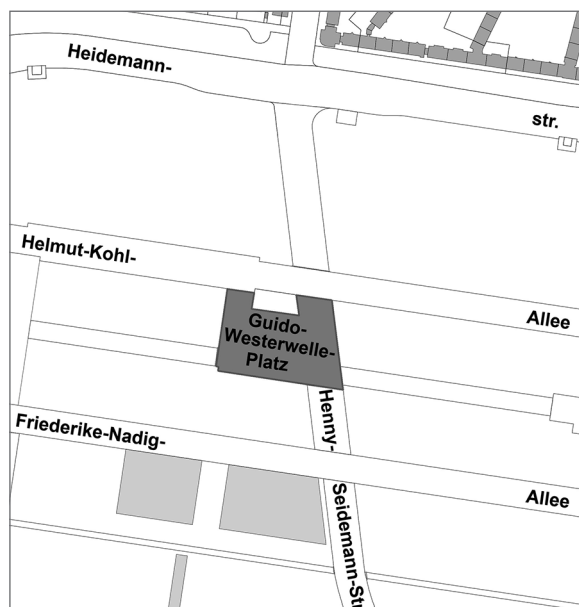 Heidemann-
str.
Helmut-Kohl-
Allee
Guido-
Westerwelle-
Platz
Friederike-Nadig-
Allee
Henny-
Seidemann-Str